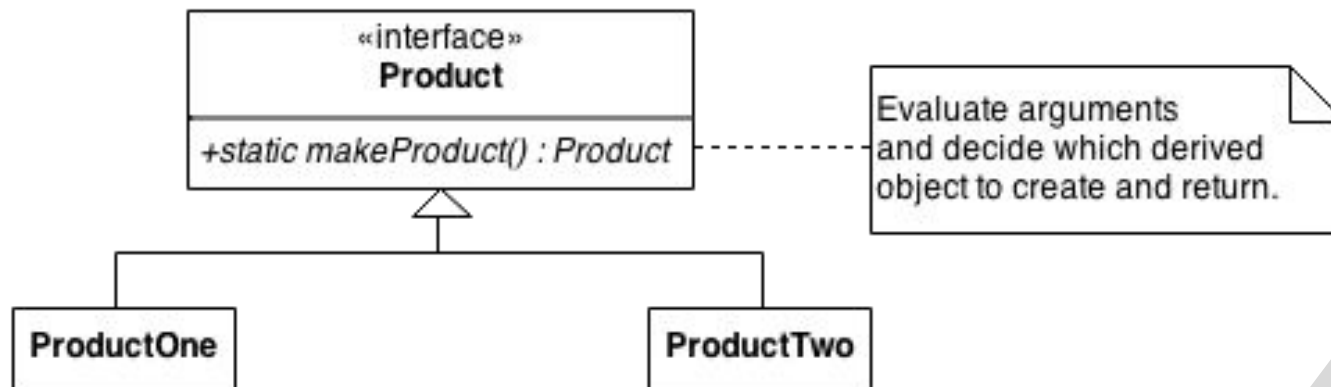 «interface»
Product
+static makeProduct() : Product
Evaluate arguments
and decide which derived
object to create and return.
ProductOne
ProductTwo